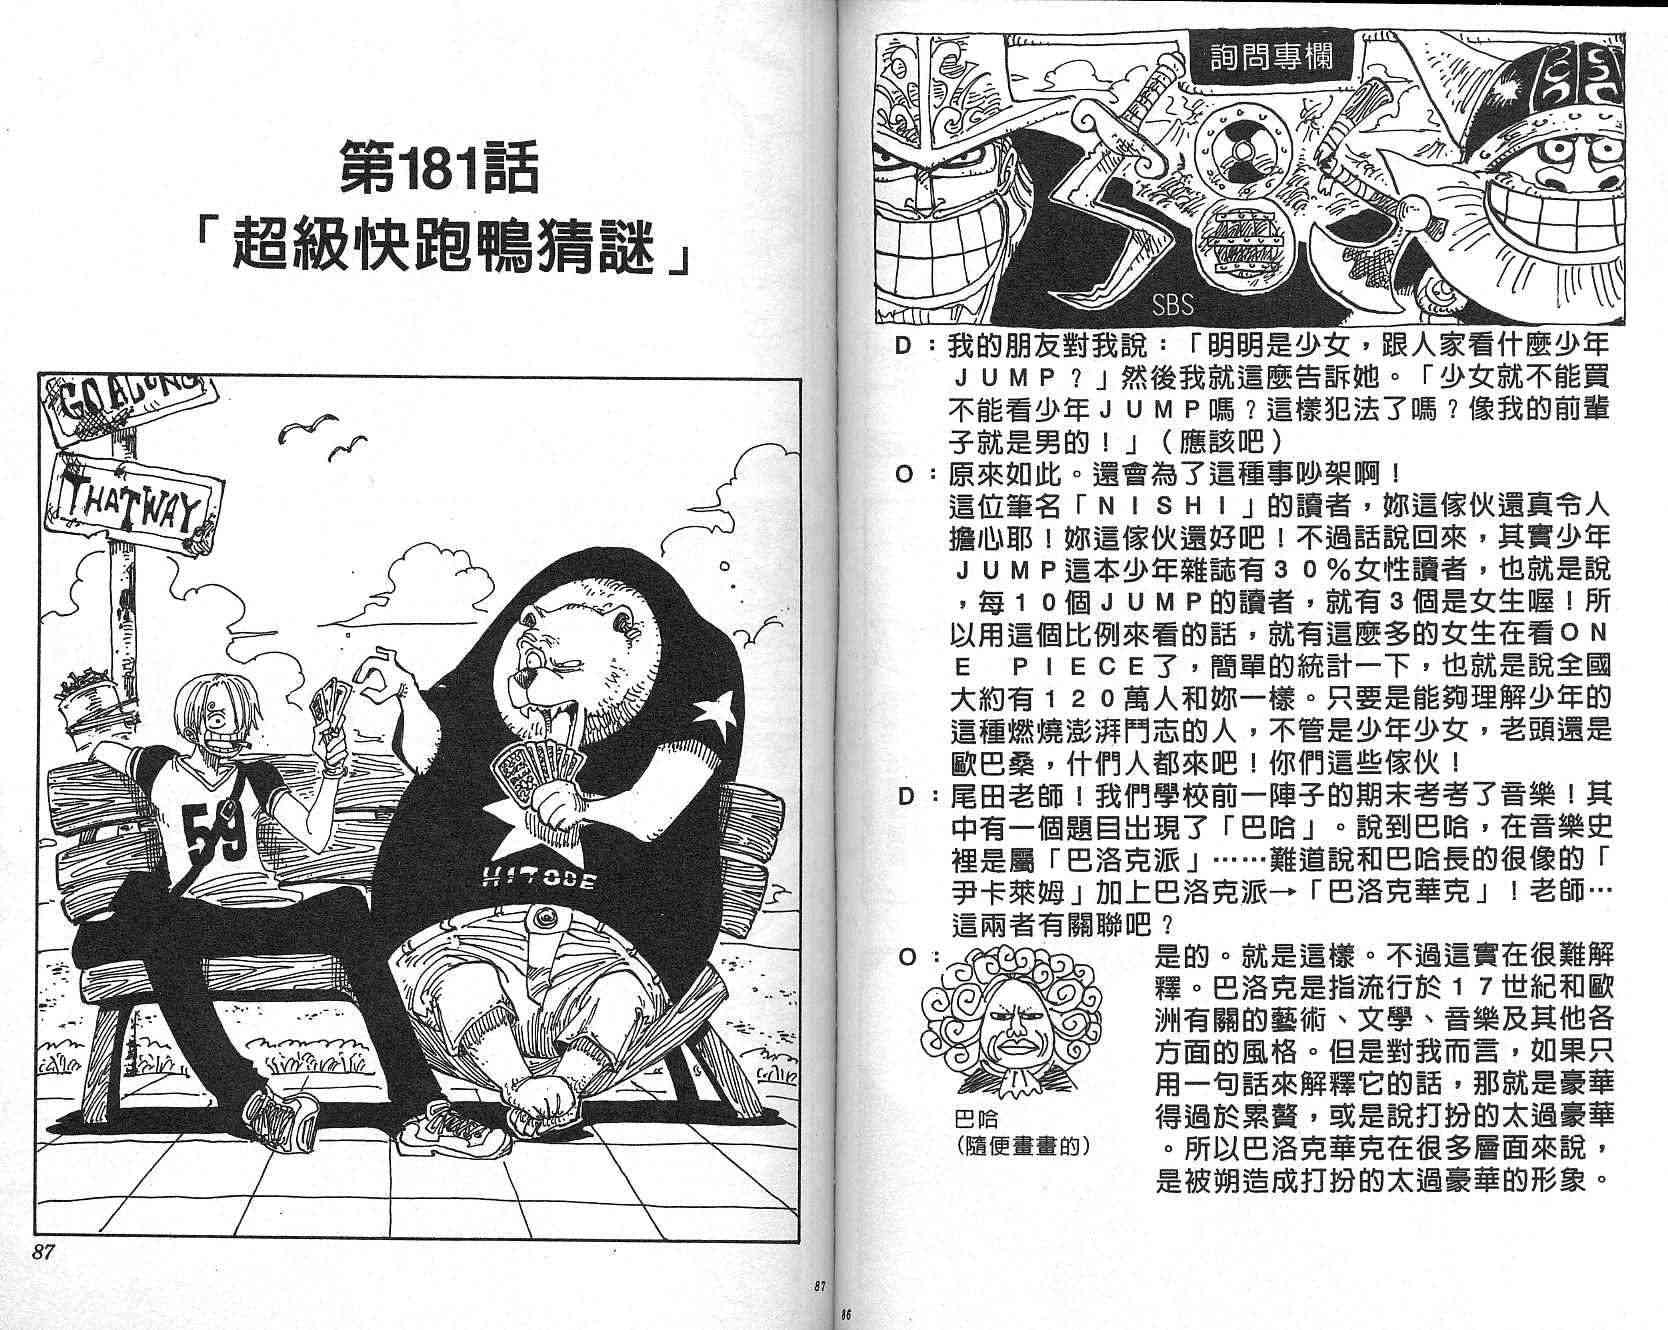 詢問專欄
SBS
D：我的朋友對我說：「明明是少女，跟人家看什麼少年
JUMP？」然後我就這麼告訴她。「少女就不能買
不能看少年JUMP嗎？這樣犯法了嗎？像我的前輩
子就是男的！」（應該吧）
O：原來如此。還會為了這種事吵架啊！
這位筆名「NISHI」的讀者，妳這傢伙還真令人
擔心耶！妳這傢伙還好吧！不過話說回來，其實少年
JUMP這本少年雜誌有30%女性讀者，也就是說
，每10個JUMP的讀者，就有3個是女生喔！所
以用這個比例來看的話，就有這麼多的女生在看ON
E PIECE了，簡單的統計一下，也就是說全國
大約有120萬人和妳一樣。只要是能夠理解少年的
這種燃燒澎湃鬥志的人，不管是少年少女，老頭還是
歐巴桑，什們人都來吧！你們這些傢伙！
D：尾田老師！我們學校前一陣子的期末考考了音樂！其
中有一個題目出現了「巴哈」。說到巴哈，在音樂史
裡是屬「巴洛克派」……難道說和巴哈長的很像的「
尹卡萊姆」加上巴洛克派→「巴洛克華克」！老師…
這兩者有關聯吧？
O：
是的。就是這樣。不過這實在很難解
釋。巴洛克是指流行於17世紀和歐
洲有關的藝術、文學、音樂及其他各
方面的風格。但是對我而言，如果只
用一句話來解釋它的話，那就是豪華
得過於累贅，或是說打扮的太過豪華
。所以巴洛克華克在很多層面來說，
是被朔造成打扮的太過豪華的形象。
巴哈
（隨便畫畫的）
86
第181話
「超級快跑鴨猜謎」
GO ALONG
THAT WAY
59
HITODE
87
87